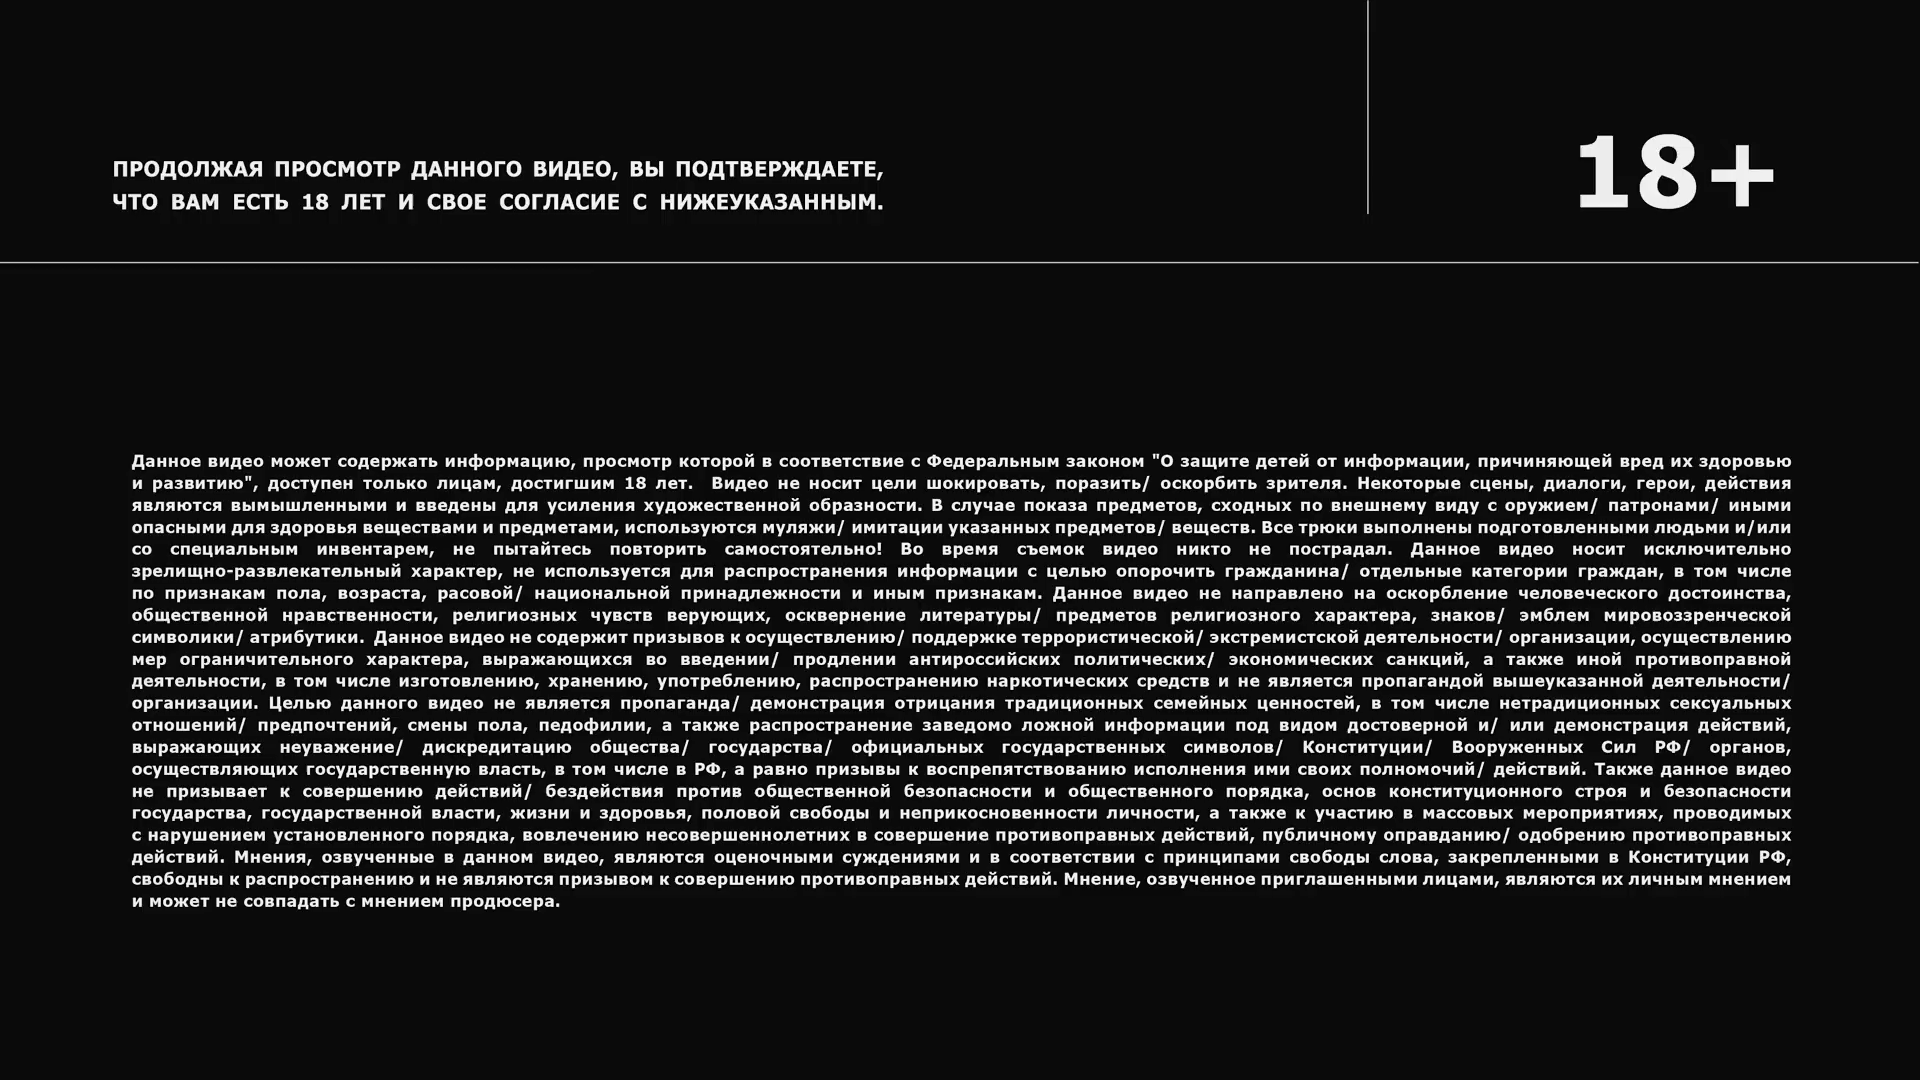 ПРОДОЛЖАЯ ПРОСМОТР ДАННОГО ВИДЕО, ВЫ ПОДТВЕРЖДАЕТЕ,
ЧТО ВАМ ЕСТЬ 18 ЛЕТ И СВОЕ СОГЛАСИЕ С НИЖЕУКАЗАННЫМ.
18+
Данное видео может содержать информацию, просмотр которой в соответствие с Федеральным законом "О защите детей от информации, причиняющей вред их здоровью
и развитию", доступен только лицам, достигшим 18 лет. Видео не носит цели шокировать, поразить/ оскорбить зрителя. Некоторые сцены, диалоги, герои, действия
являются вымышленными и введены для усиления художественной образности. В случае показа предметов, сходных по внешнему виду с оружием/ патронами/ иными
опасными для здоровья веществами и предметами, используются муляжи/ имитации указанных предметов/ веществ. Все трюки выполнены подготовленными людьми и/или
со специальным инвентарем, не пытайтесь повторить самостоятельно! Во время съемок видео никто не пострадал. Данное видео носит исключительно
зрелищно-развлекательный характер, не используется для распространения информации с целью опорочить гражданина/ отдельные категории граждан, в том числе
по признакам пола, возраста, расовой/ национальной принадлежности и иным признакам. Данное видео не направлено на оскорбление человеческого достоинства,
общественной нравственности, религиозных чувств верующих, осквернение литературы/ предметов религиозного характера, знаков/ эмблем мировоззренческой
символики/ атрибутики. Данное видео не содержит призывов к осуществлению/ поддержке террористической/ экстремистской деятельности/ организации, осуществлению
мер ограничительного характера, выражающихся во введении/ продлении антироссийских политических/ экономических санкций, а также иной противоправной
деятельности, в том числе изготовлению, хранению, употреблению, распространению наркотических средств и не является пропагандой вышеуказанной деятельности/
организации. Целью данного видео не является пропаганда/ демонстрация отрицания традиционных семейных ценностей, в том числе нетрадиционных сексуальных
отношений/ предпочтений, смены пола, педофилии, а также распространение заведомо ложной информации под видом достоверной и/ или демонстрация действий,
выражающих неуважение/ дискредитацию общества/ государства/ официальных государственных символов/ Конституции/ Вооруженных Сил РФ/ органов,
осуществляющих государственную власть, в том числе в РФ, а равно призывы к воспрепятствованию исполнения ими своих полномочий/ действий. Также данное видео
не призывает к совершению действий/ бездействия против общественной безопасности и общественного порядка, основ конституционного строя и безопасности
государства, государственной власти, жизни и здоровья, половой свободы и неприкосновенности личности, а также к участию в массовых мероприятиях, проводимых
с нарушением установленного порядка, вовлечению несовершеннолетних в совершение противоправных действий, публичному оправданию/ одобрению противоправных
действий. Мнения, озвученные в данном видео, являются оценочными суждениями и в соответствии с принципами свободы слова, закрепленными в Конституции РФ,
свободны к распространению и не являются призывом к совершению противоправных действий. Мнение, озвученное приглашенными лицами, являются их личным мнением
и может не совпадать с мнением продюсера.